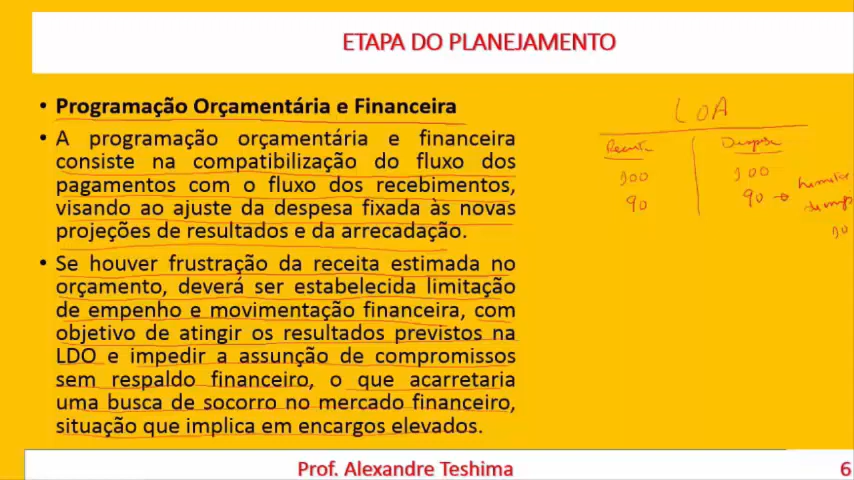 ETAPA DO PLANEJAMENTO
• Programação Orçamentária e Financeira
• A programação orçamentária e financeira
consiste na compatibilização do fluxo dos
pagamentos com o fluxo dos recebimentos,
visando ao ajuste da despesa fixada às novas
projeções de resultados e da arrecadação.
• Se houver frustração da receita estimada no
orçamento, deverá ser estabelecida limitação
de empenho e movimentação financeira, com
objetivo de atingir os resultados previstos na
LDO e impedir a assunção de compromissos
sem respaldo financeiro, o que acarretaria
uma busca de socorro no mercado financeiro,
situação que implica em encargos elevados.
LOA
Receita Despesa
100 100
90 90
Prof. Alexandre Teshima
6